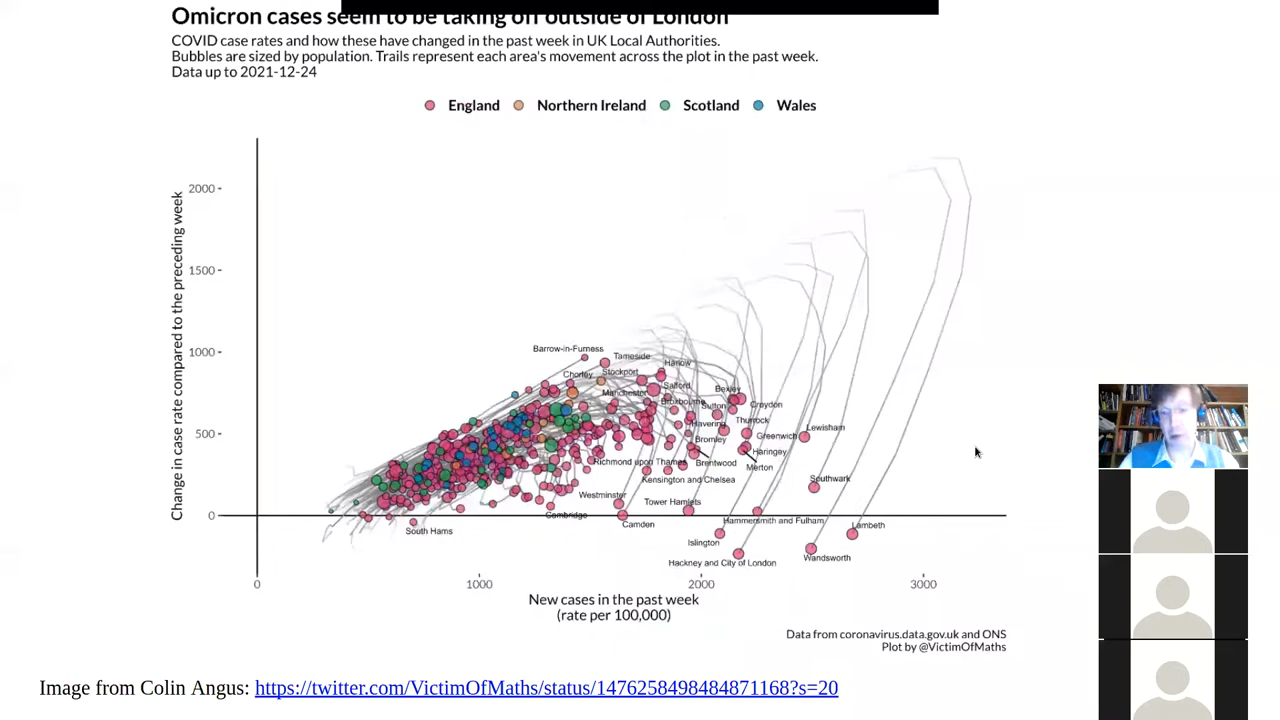 Omicron cases seem to be taking off outside of London
COVID case rates and how these have changed in the past week in UK Local Authorities.
Bubbles are sized by population. Trails represent each area's movement across the plot in the past week.
Data up to 2021-12-24
England Northern Ireland Scotland Wales
Change in case rate compared to the preceding week
2000
1500
1000
500
0
Barrow-in-Furness
Tameside
Harlow
Chorley
Stockport
Salford
Manchester
Bexley
Broxbourne
Sutton
Croydon
Havering
Thurrock
Lewisham
Bromley
Greenwich
Haringey
Richmond upon Thames
Brentwood
Merton
Kensington and Chelsea
Southwark
Westminster
Tower Hamlets
Cambridge
Camden
Hammersmith and Fulham
Lambeth
South Hams
Islington
Hackney and City of London
Wandsworth
0 1000 2000 3000
New cases in the past week
(rate per 100,000)
Data from coronavirus.data.gov.uk and ONS
Plot by @VictimOfMaths
Image from Colin Angus: https://twitter.com/VictimOfMaths/status/1476258498484871168?s=20